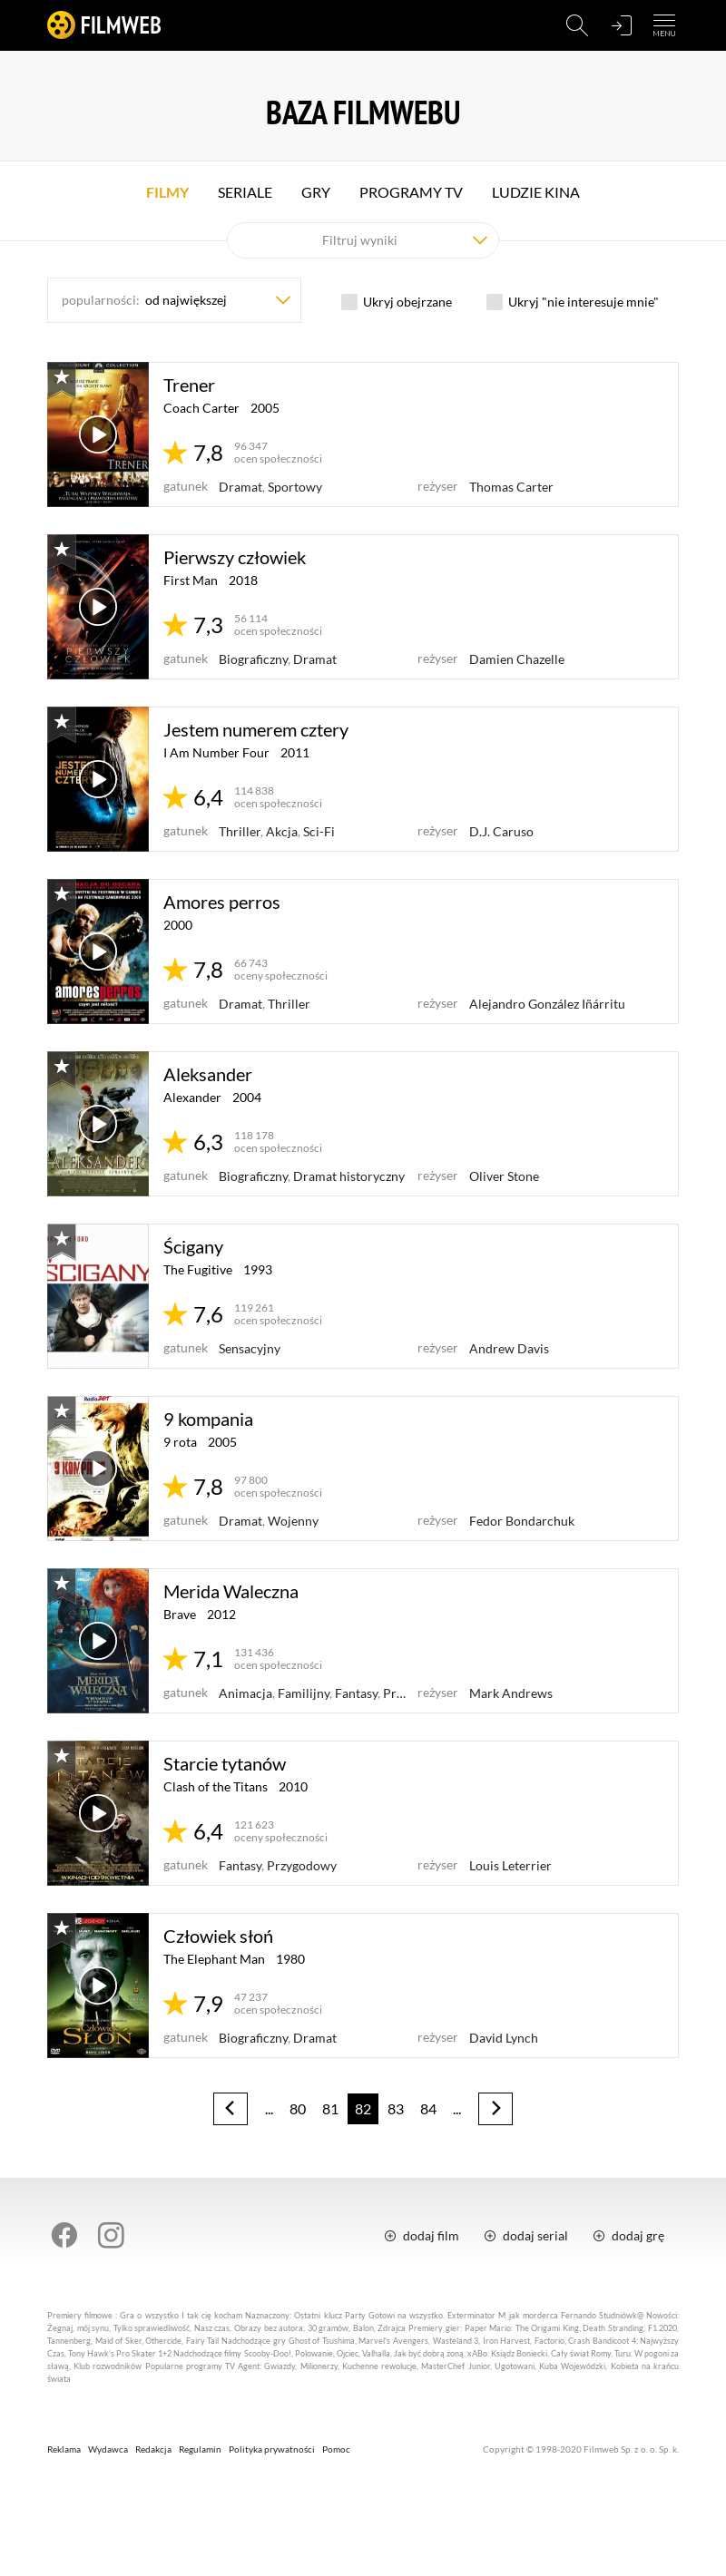 FILMWEB
MENU
BAZA FILMWEBU
FILMY SERIALE GRY PROGRAMY TV LUDZIE KINA
Filtruj wyniki
popularności: od największej
Ukryj obejrzane
Ukryj "nie interesuje mnie"
TRENER
Trener
Coach Carter 2005
7,8
96 347
ocen społeczności
gatunek Dramat, Sportowy
reżyser Thomas Carter
PIERWSZY
CZŁOWIEK
Pierwszy człowiek
First Man 2018
7,3
56 114
ocen społeczności
gatunek Biograficzny, Dramat
reżyser Damien Chazelle
JESTEM
NUMEREM
CZTERY
Jestem numerem cztery
I Am Number Four 2011
6,4
114 838
ocen społeczności
gatunek Thriller, Akcja, Sci-Fi
reżyser D.J. Caruso
amores perros
Amores perros
2000
7,8
66 743
oceny społeczności
gatunek Dramat, Thriller
reżyser Alejandro González Iñárritu
ALEKSANDER
Aleksander
Alexander 2004
6,3
118 178
ocen społeczności
gatunek Biograficzny, Dramat historyczny
reżyser Oliver Stone
ŚCIGANY
Ścigany
The Fugitive 1993
7,6
119 261
ocen społeczności
gatunek Sensacyjny
reżyser Andrew Davis
9 kompania
9 rota 2005
7,8
97 800
ocen społeczności
gatunek Dramat, Wojenny
reżyser Fedor Bondarchuk
MERIDA
WALECZNA
Merida Waleczna
Brave 2012
7,1
131 436
ocen społeczności
gatunek Animacja, Familijny, Fantasy, Pr...
reżyser Mark Andrews
STARCIE
TYTANÓW
Starcie tytanów
Clash of the Titans 2010
6,4
121 623
oceny społeczności
gatunek Fantasy, Przygodowy
reżyser Louis Leterrier
Człowiek
SŁOŃ
Człowiek słoń
The Elephant Man 1980
7,9
47 237
ocen społeczności
gatunek Biograficzny, Dramat
reżyser David Lynch
... 80 81 82 83 84 ...
dodaj film dodaj serial dodaj grę
Premiery filmowe : Gra o wszystko I tak cię kocham Naznaczony: Ostatni klucz Party Gotowi na wszystko. Exterminator M jak morderca Fernando Studniówk@ Nowości:
Żegnaj, mój synu, Tylko sprawiedliwość, Nasz czas, Obrazy bez autora, 30 gramów, Balon, Zdrajca Premiery gier: Paper Mario: The Origami King, Death Stranding, F1 2020,
Tannenberg, Maid of Sker, Othercide, Fairy Tail Nadchodzące gry Ghost of Tsushima, Marvel's Avengers, Wasteland 3, Iron Harvest, Factorio, Crash Bandicoot 4: Najwyższy
Czas, Tony Hawk's Pro Skater 1+2 Nadchodzące filmy Scooby-Doo!, Polowanie, Ojciec, Valhalla, Jak być dobrą żoną, xABo: Ksiądz Boniecki, Cały świat Romy, Turu. W pogoni za
sławą, Klub rozwodników Popularne programy TV Agent: Gwiazdy, Milionerzy, Kuchenne rewolucje, MasterChef Junior, Ugotowani, Kuba Wojewódzki, Kobieta na krańcu
świata
Reklama Wydawca Redakcja Regulamin Polityka prywatności Pomoc
Copyright © 1998-2020 Filmweb Sp. z o. o. Sp. k.